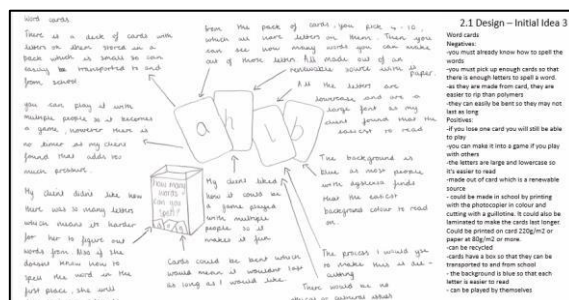 Word cards
There is a deck of cards with
letters on them stored in a
pack which is small so can
easily be transported to and
from school.
from the pack of cards, you pick 4-10,
which all have letters on them. Then you
can see how many words you can make
out of those letters. All made out of an
renewable source with is
paper.
All the letter are
lowercase and are a
large font as my
client found that the
easiest to read
you can play it with
multiple people so it becomes
a game, however there is
no timer as my client
found that adds too
much pressure.
a
h
l
b
The background is
blue as most people
with dyslexia finds
that the easiest
background colour to read
on.
My client didn't like how
there was so many letters
which means its harder
for her to figure out
words from. Also if she
doesn't know how to
spell the word in the
first place, she will
How many
words
can you
spell?
My client liked
how it could be
a game played
with multiple
people so it
makes it fun
Cards could be bent which
would mean it wouldn't last
as long as I would like.
The process I would use
to make this is die-
cutting
There would be no
or cultural
2.1 Design – Initial Idea 3
Word cards
Negatives:
-you must already know how to spell the
words
-you must pick up enough cards so that
there is enough letters to spell a word.
-as they are made from card, they are
easier to rip than polymers
-they can easily be bent so they may not
last as long
Positives:
-if you lose one card you will still be able
to play
-you can make it into a game if you play
with others
-the letters are large and lowercase so
it's easier to read
-made out of card which is a renewable
source
- could be made in school by printing
with the photocopier in colour and
cutting with a guillotine. It could also be
laminated to make the cards last longer
Could be printed on card 220g/m2 or
paper at 80g/m2 or more.
-can be recycled
-cards have a box so that they can be
transported to and from school
- the background is blue so that each
letter is easier to read
- can be played by themselves